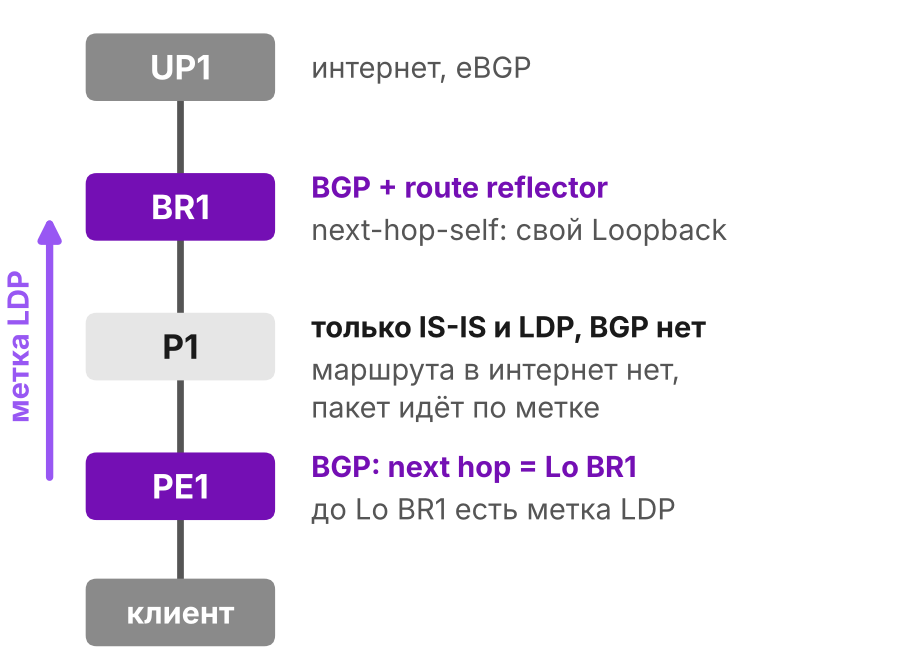 UP1
интернет, eBGP
BR1
BGP + route reflector
next-hop-self: свой Loopback
метка LDP
P1
только IS-IS и LDP, BGP нет
маршрута в интернет нет,
пакет идёт по метке
PE1
BGP: next hop = Lo BR1
до Lo BR1 есть метка LDP
клиент